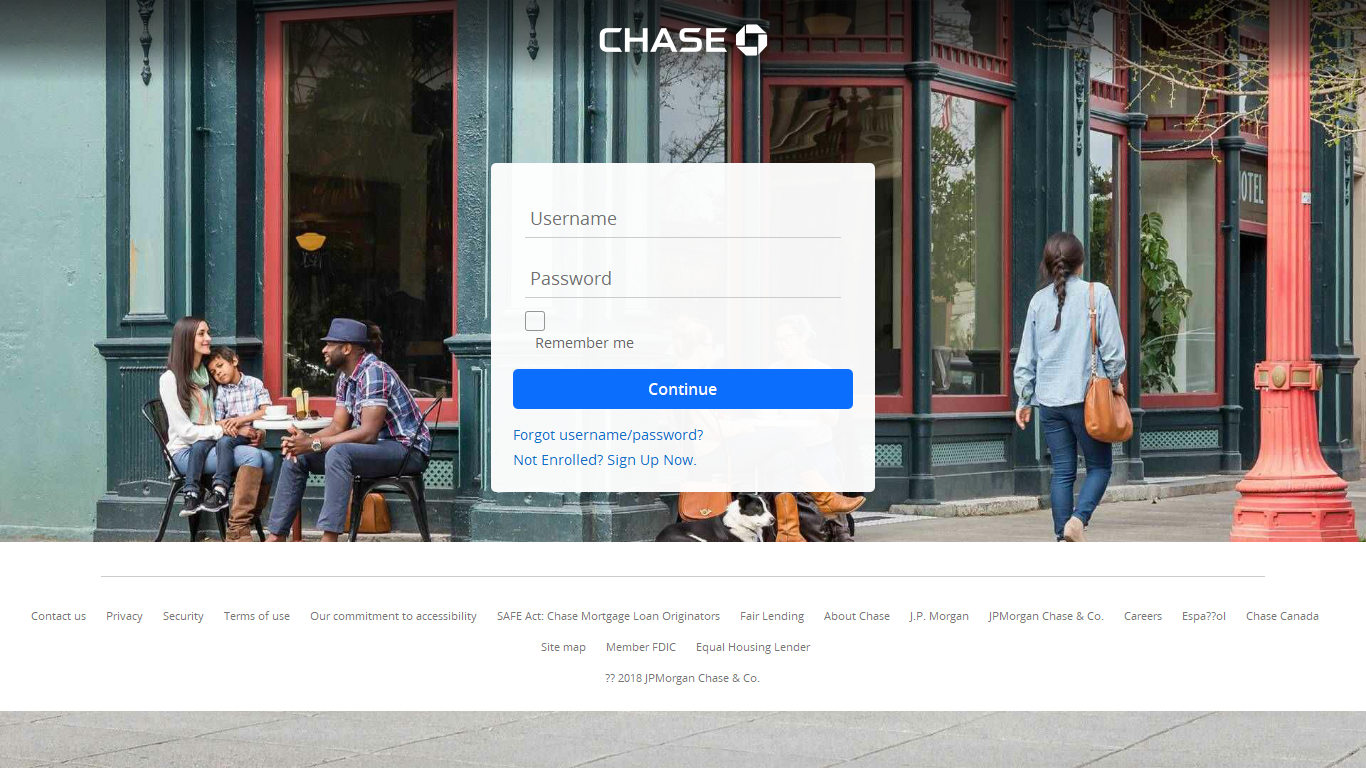 CHASE
OTEL
Username
Password
Remember me
Continue
Forgot username/password?
Not Enrolled? Sign Up Now.
Contact us Privacy Security Terms of use Our commitment to accessibility SAFE Act: Chase Mortgage Loan Originators Fair Lending About Chase J.P. Morgan JPMorgan Chase & Co. Careers Espa??ol Chase Canada
Site map Member FDIC Equal Housing Lender
?? 2018 JPMorgan Chase & Co.